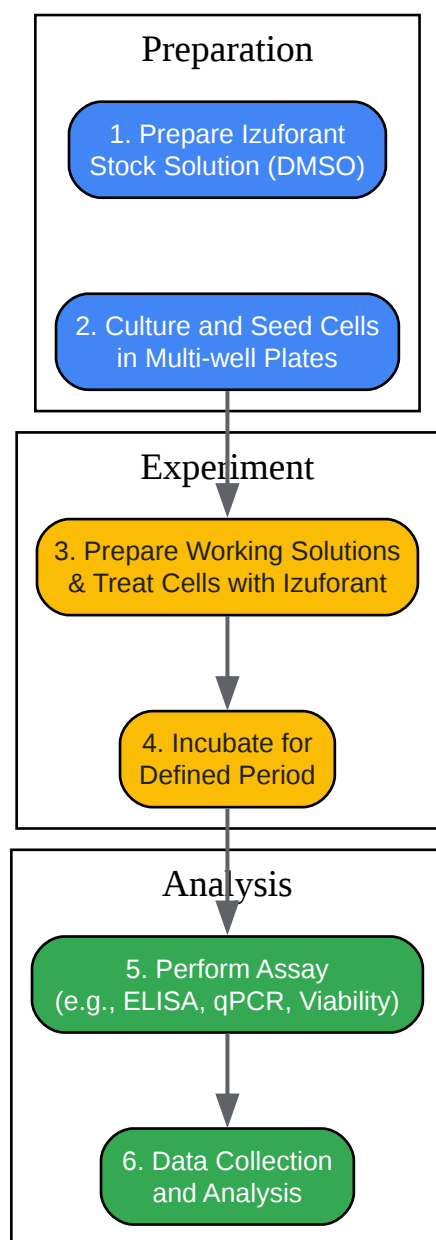 Preparation
1. Prepare Izuforant
Stock Solution (DMSO)
2. Culture and Seed Cells
in Multi-well Plates
Experiment
3. Prepare Working Solutions
& Treat Cells with Izuforant
4. Incubate for
Defined Period
Analysis
5. Perform Assay
(e.g., ELISA, qPCR, Viability)
6. Data Collection
and Analysis